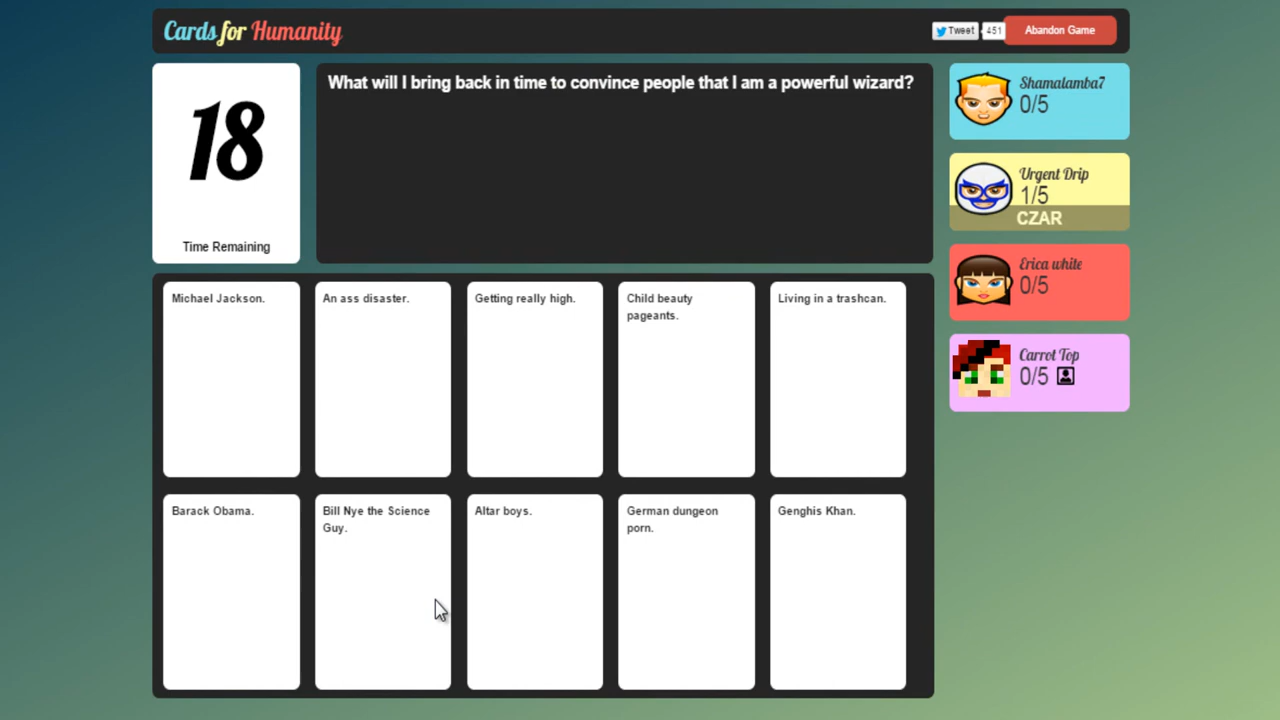 Cards for Humanity
Tweet
451
Abandon Game
18
Time Remaining
What will I bring back in time to convince people that I am a powerful wizard?
Shamalamba7
0/5
Urgent Drip
1/5
CZAR
Erica white
0/5
Carrot Top
0/5
Michael Jackson.
An ass disaster.
Getting really high.
Child beauty
pageants.
Living in a trashcan.
Barack Obama.
Bill Nye the Science
Guy.
Altar boys.
German dungeon
porn.
Genghis Khan.